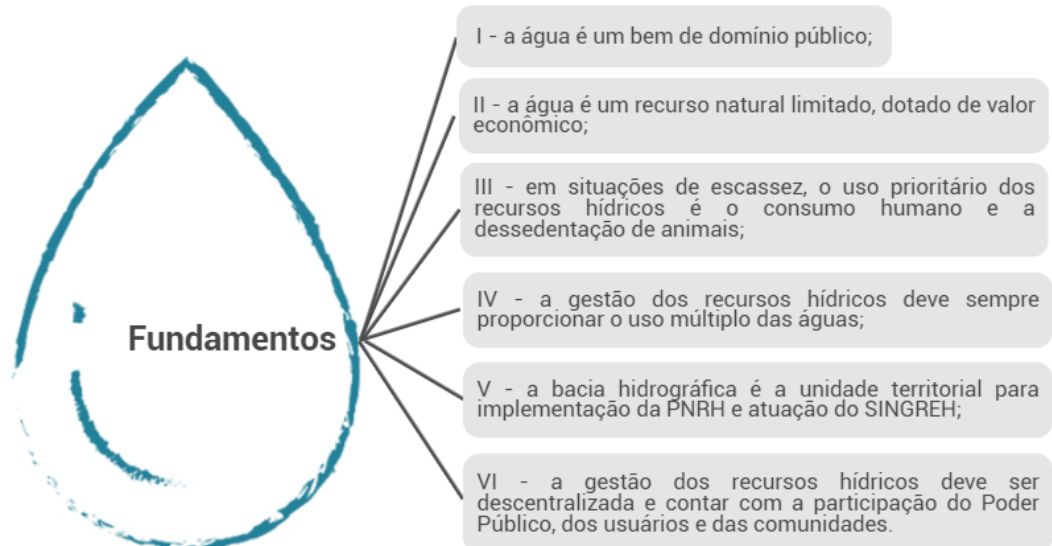 Fundamentos
I - a água é um bem de domínio público;
II - a água é um recurso natural limitado, dotado de valor
econômico;
III - em situações de escassez, o uso prioritário dos
recursos hídricos é o consumo humano e a
dessedentação de animais;
IV - a gestão dos recursos hídricos deve sempre
proporcionar o uso múltiplo das águas;
V - a bacia hidrográfica é a unidade territorial para
implementação da PNRH e atuação do SINGREH;
VI - a gestão dos recursos hídricos deve ser
descentralizada e contar com a participação do Poder
Público, dos usuários e das comunidades.